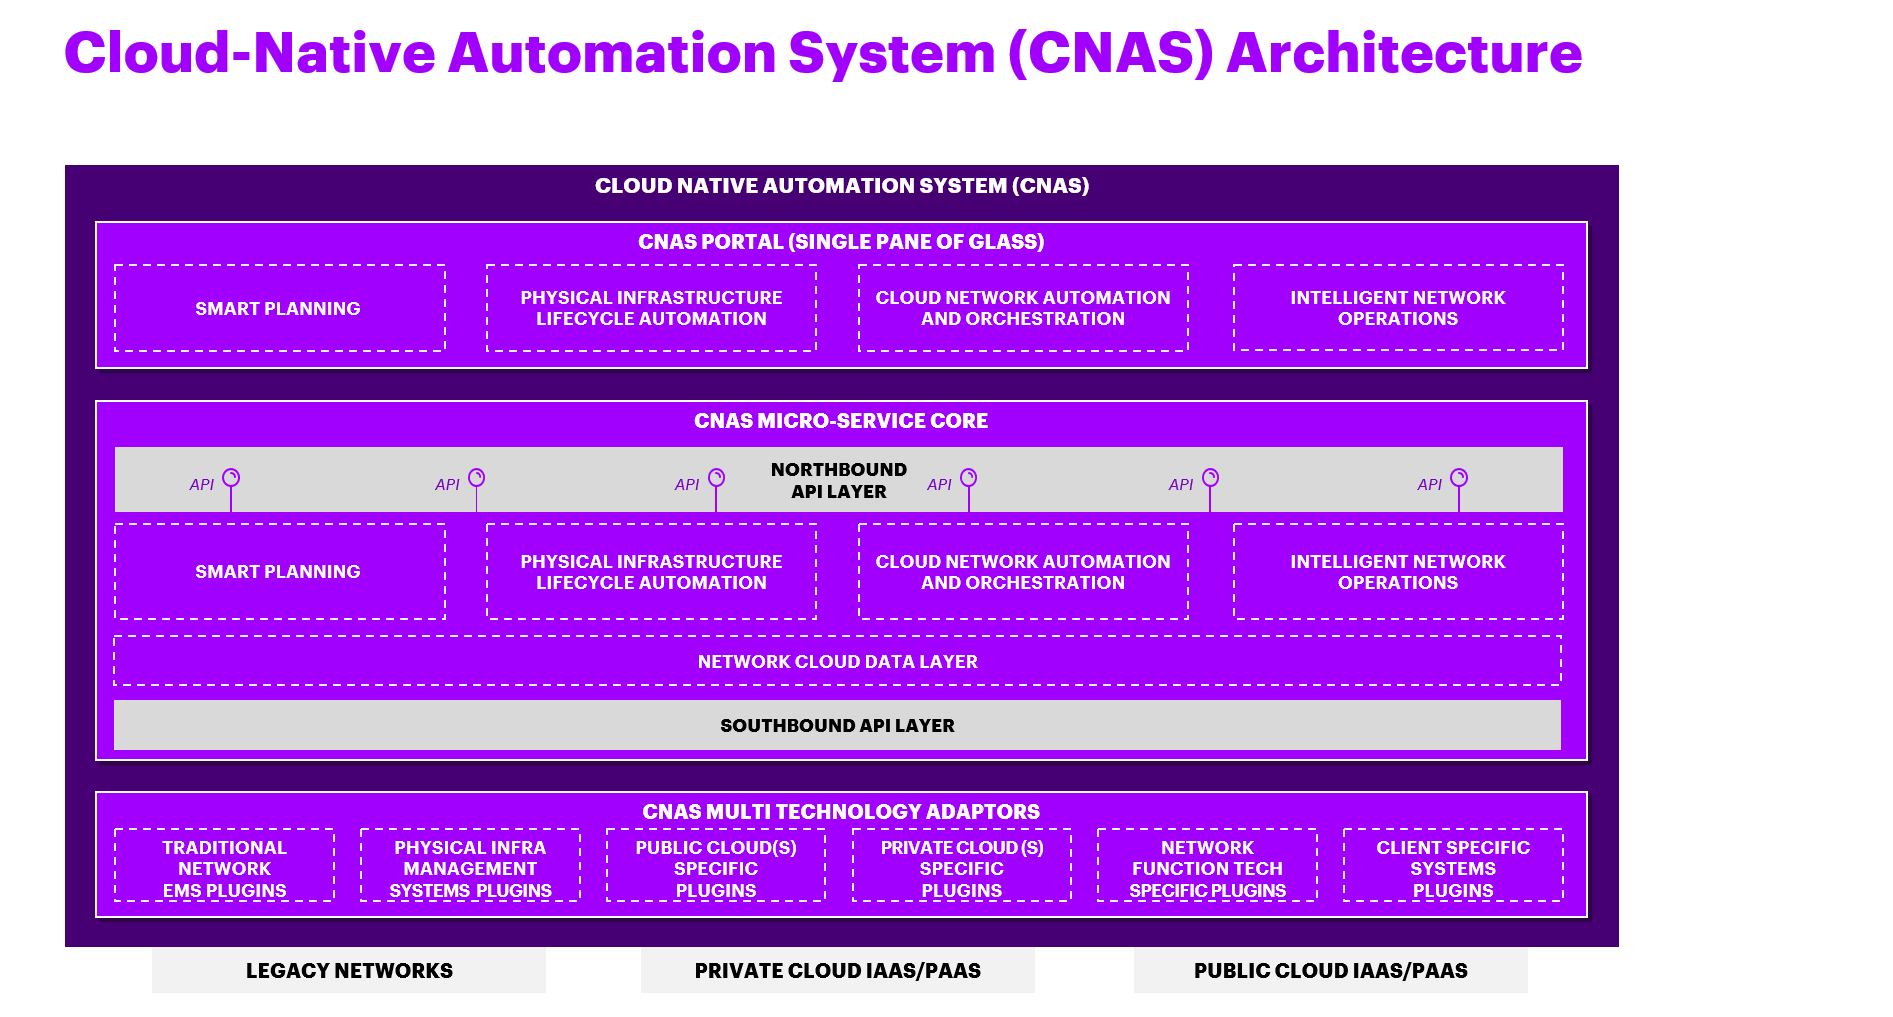 Cloud-Native Automation System (CNAS) Architecture
CLOUD NATIVE AUTOMATION SYSTEM (CNAS)
CNAS PORTAL (SINGLE PANE OF GLASS)
SMART PLANNING
PHYSICAL INFRASTRUCTURE
LIFECYCLE AUTOMATION
CLOUD NETWORK AUTOMATION
AND ORCHESTRATION
INTELLIGENT NETWORK
OPERATIONS
CNAS MICRO-SERVICE CORE
API
API
API
NORTHBOUND
API LAYER
API
API
API
SMART PLANNING
PHYSICAL INFRASTRUCTURE
LIFECYCLE AUTOMATION
CLOUD NETWORK AUTOMATION
AND ORCHESTRATION
INTELLIGENT NETWORK
OPERATIONS
NETWORK CLOUD DATA LAYER
SOUTHBOUND API LAYER
CNAS MULTI TECHNOLOGY ADAPTORS
TRADITIONAL
NETWORK
EMS PLUGINS
PHYSICAL INFRA
MANAGEMENT
SYSTEMS PLUGINS
PUBLIC CLOUD(S)
SPECIFIC
PLUGINS
PRIVATE CLOUD (S)
SPECIFIC
PLUGINS
NETWORK
FUNCTION TECH
SPECIFIC PLUGINS
CLIENT SPECIFIC
SYSTEMS
PLUGINS
LEGACY NETWORKS
PRIVATE CLOUD IAAS/PAAS
PUBLIC CLOUD IAAS/PAAS